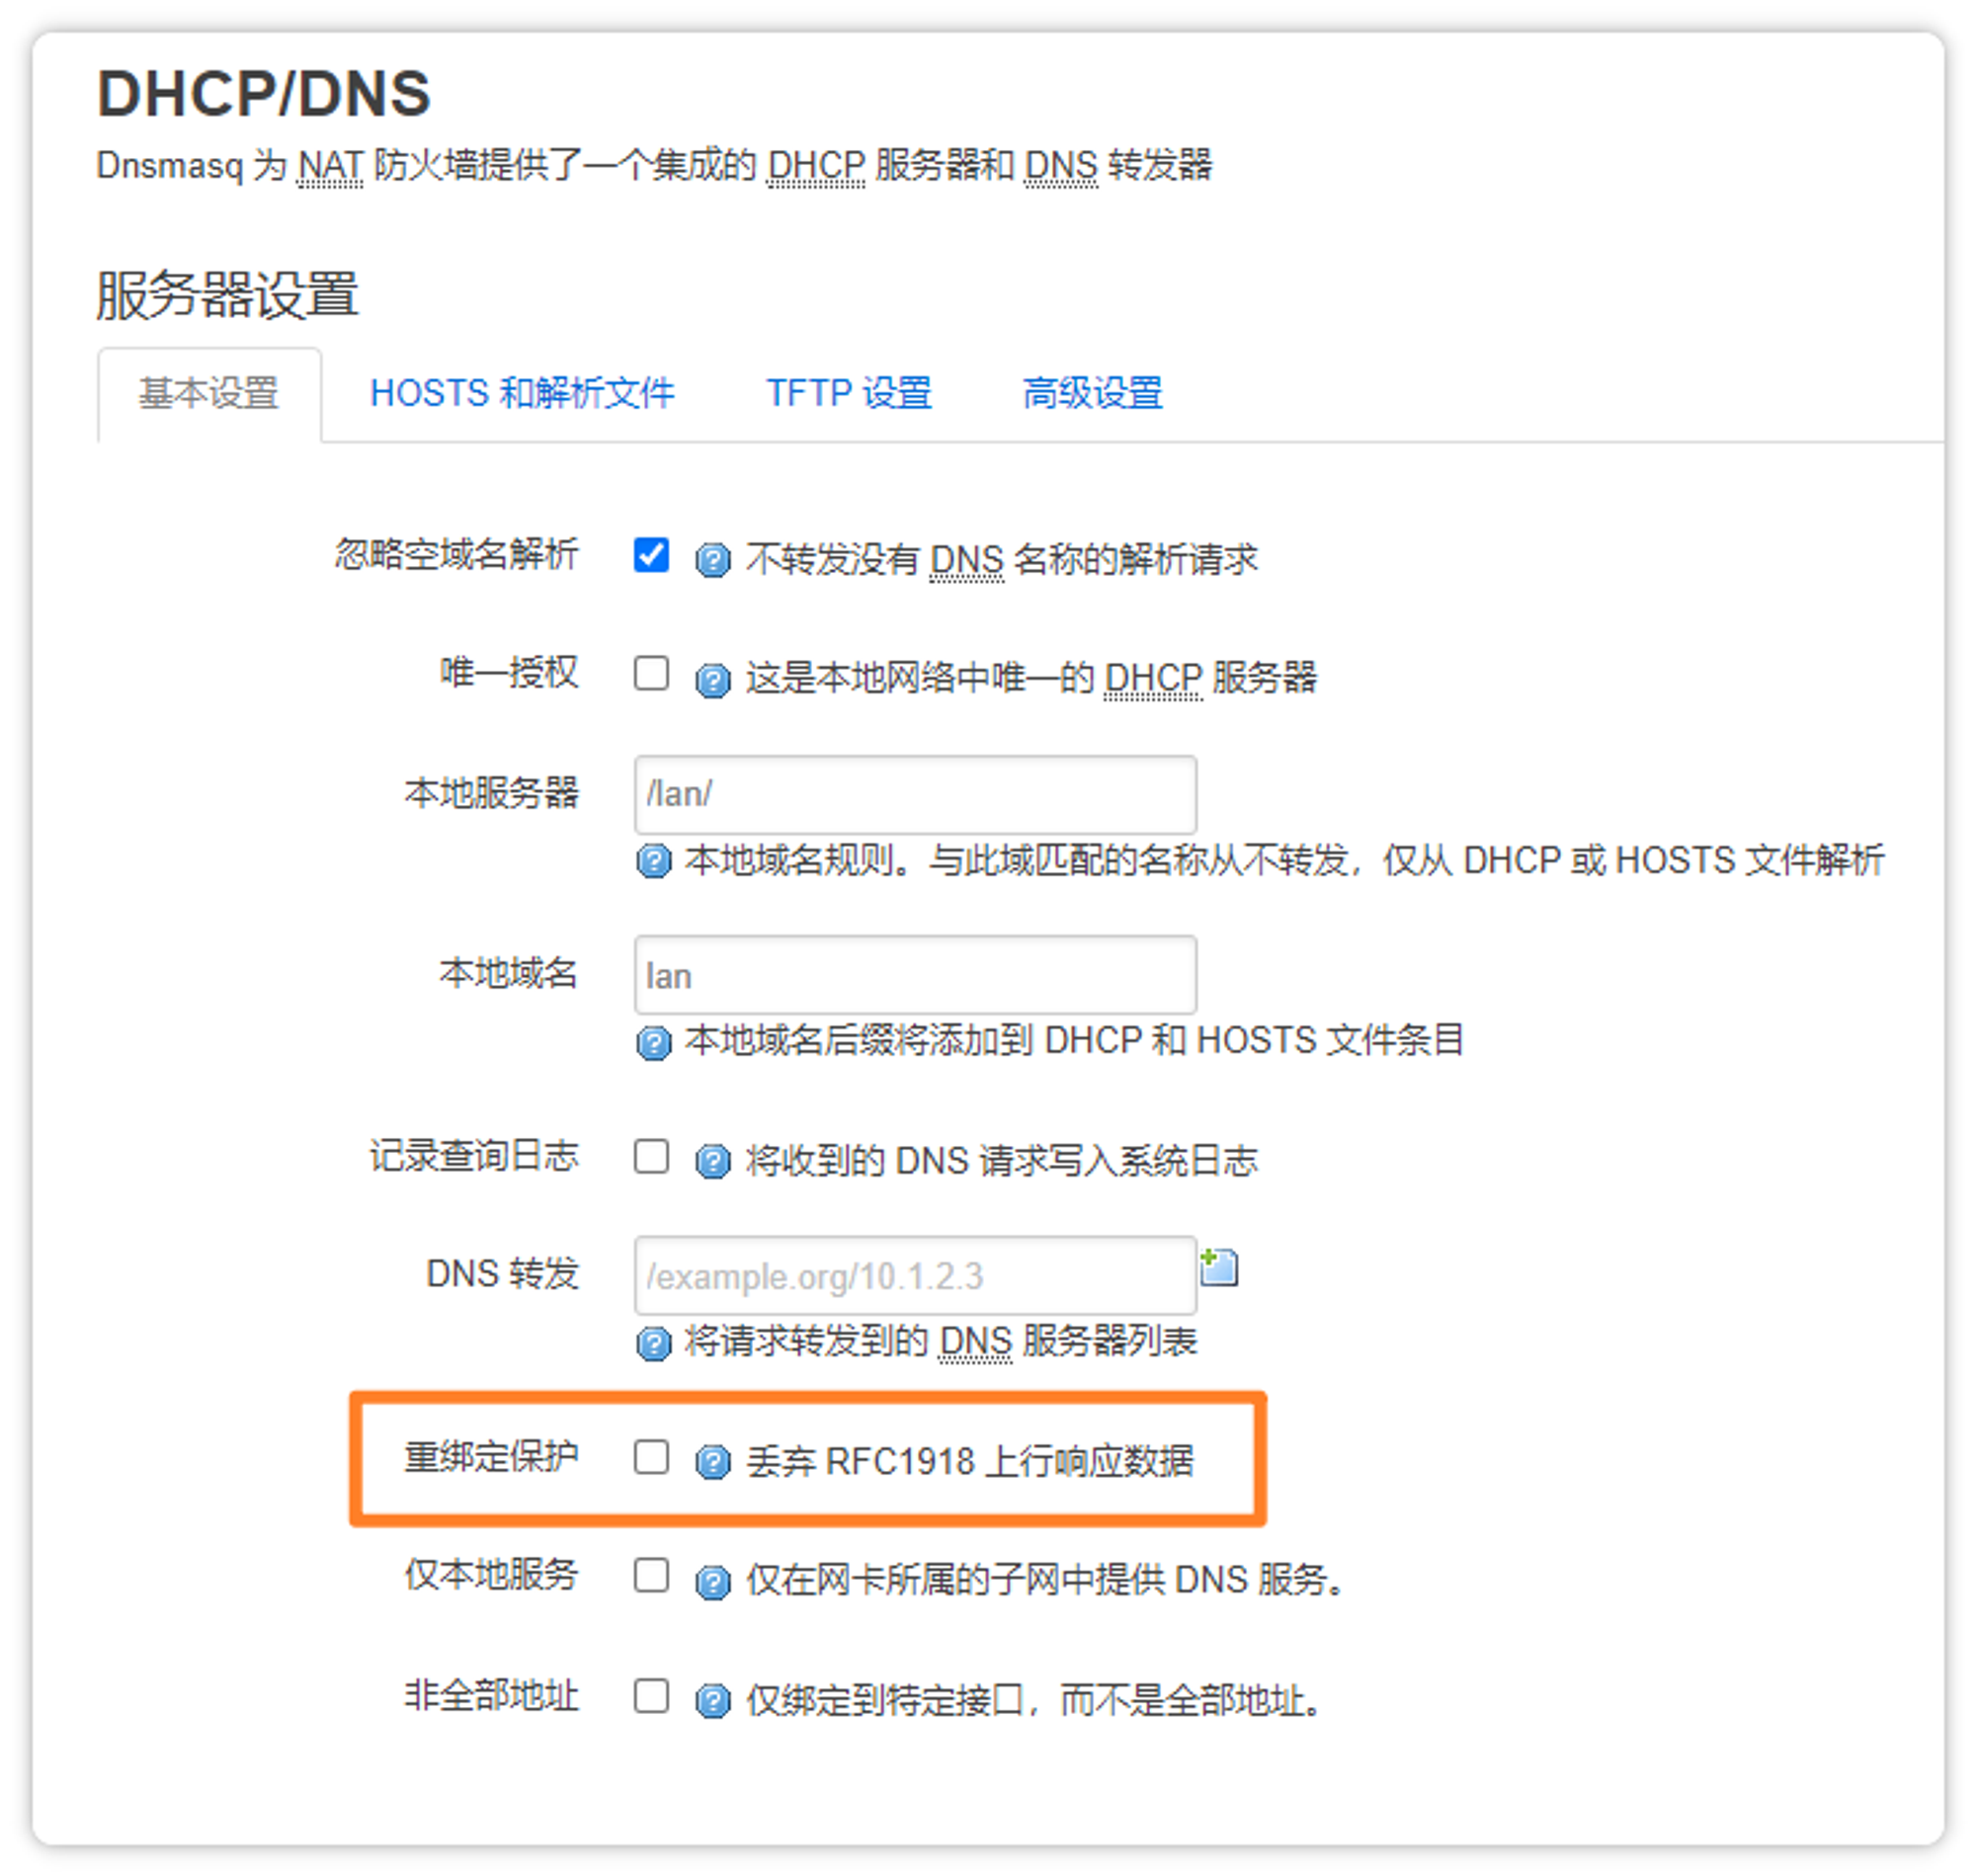 DHCP/DNS
Dnsmasq 为 NAT 防火墙提供了一个集成的 DHCP 服务器和 DNS 转发器
服务器设置
基本设置 HOSTS 和解析文件 TFTP 设置 高级设置
忽略空域名解析 不转发没有 DNS 名称的解析请求
唯一授权 这是本地网络中唯一的 DHCP 服务器
本地服务器 /lan/
本地域名规则。与此域匹配的名称从不转发，仅从 DHCP 或 HOSTS 文件解析
本地域名 lan
本地域名后缀将添加到 DHCP 和 HOSTS 文件条目
记录查询日志 将收到的 DNS 请求写入系统日志
DNS 转发 /example.org/10.1.2.3
将请求转发到的 DNS 服务器列表
重绑定保护 丢弃 RFC1918 上行响应数据
仅本地服务 仅在网卡所属的子网中提供 DNS 服务。
非全部地址 仅绑定到特定接口，而不是全部地址。